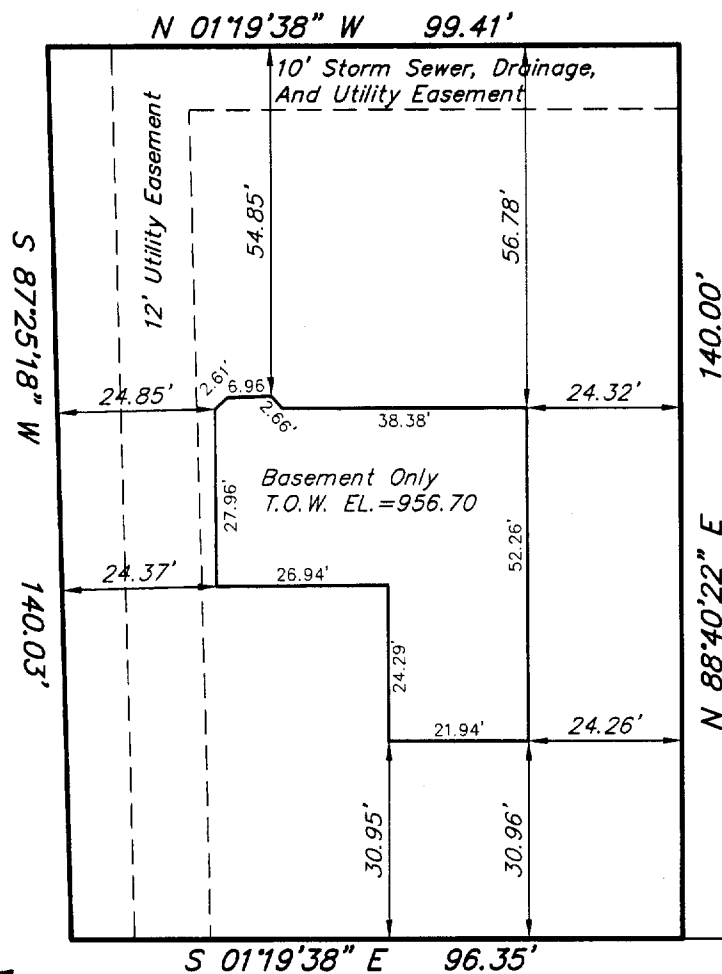 N 01°19'38" W 99.41'
10' Storm Sewer, Drainage,
And Utility Easement
12' Utility Easement
54.85'
56.78'
S 87°25'18" W 140.03'
N 88°40'22" E 140.00'
24.85'
2.61'
6.96
2.66'
38.38'
24.32'
Basement Only
T.O.W. EL.=956.70
27.96'
52.26'
24.37'
26.94'
24.29'
21.94'
24.26'
30.95'
30.96'
S 01°19'38" E 96.35'